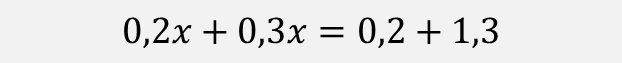 0,2x + 0,3x = 0,2 + 1,3